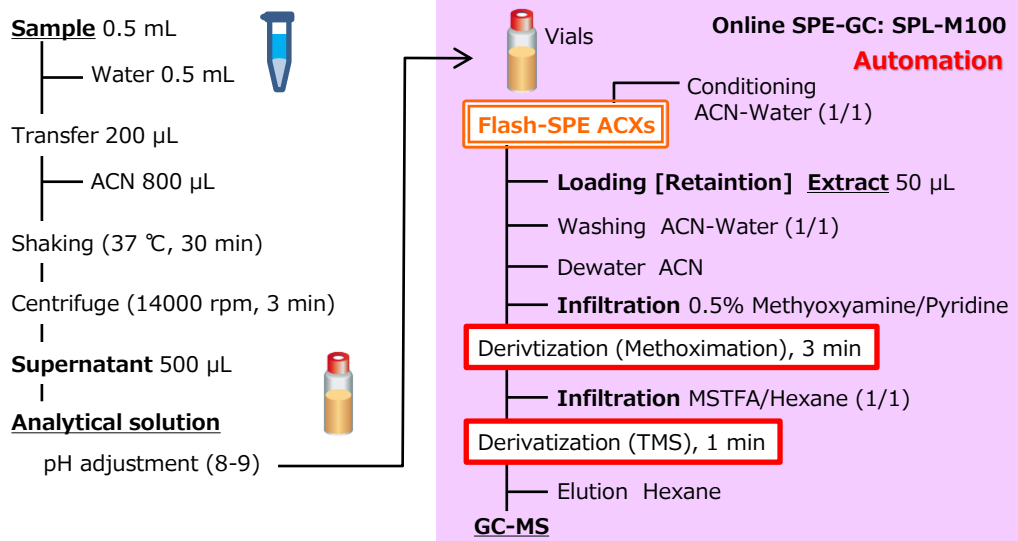 Sample 0.5 mL
Water 0.5 mL
Transfer 200 µL
ACN 800 µL
Shaking (37 ℃, 30 min)
Centrifuge (14000 rpm, 3 min)
Supernatant 500 µL
Analytical solution
pH adjustment (8-9)
Vials
Online SPE-GC: SPL-M100
Automation
Conditioning
ACN-Water (1/1)
Flash-SPE ACXs
Loading [Retaintion] Extract 50 µL
Washing ACN-Water (1/1)
Dewater ACN
Infiltration 0.5% Methyoxyamine/Pyridine
Derivtization (Methoximation), 3 min
Infiltration MSTFA/Hexane (1/1)
Derivatization (TMS), 1 min
Elution Hexane
GC-MS